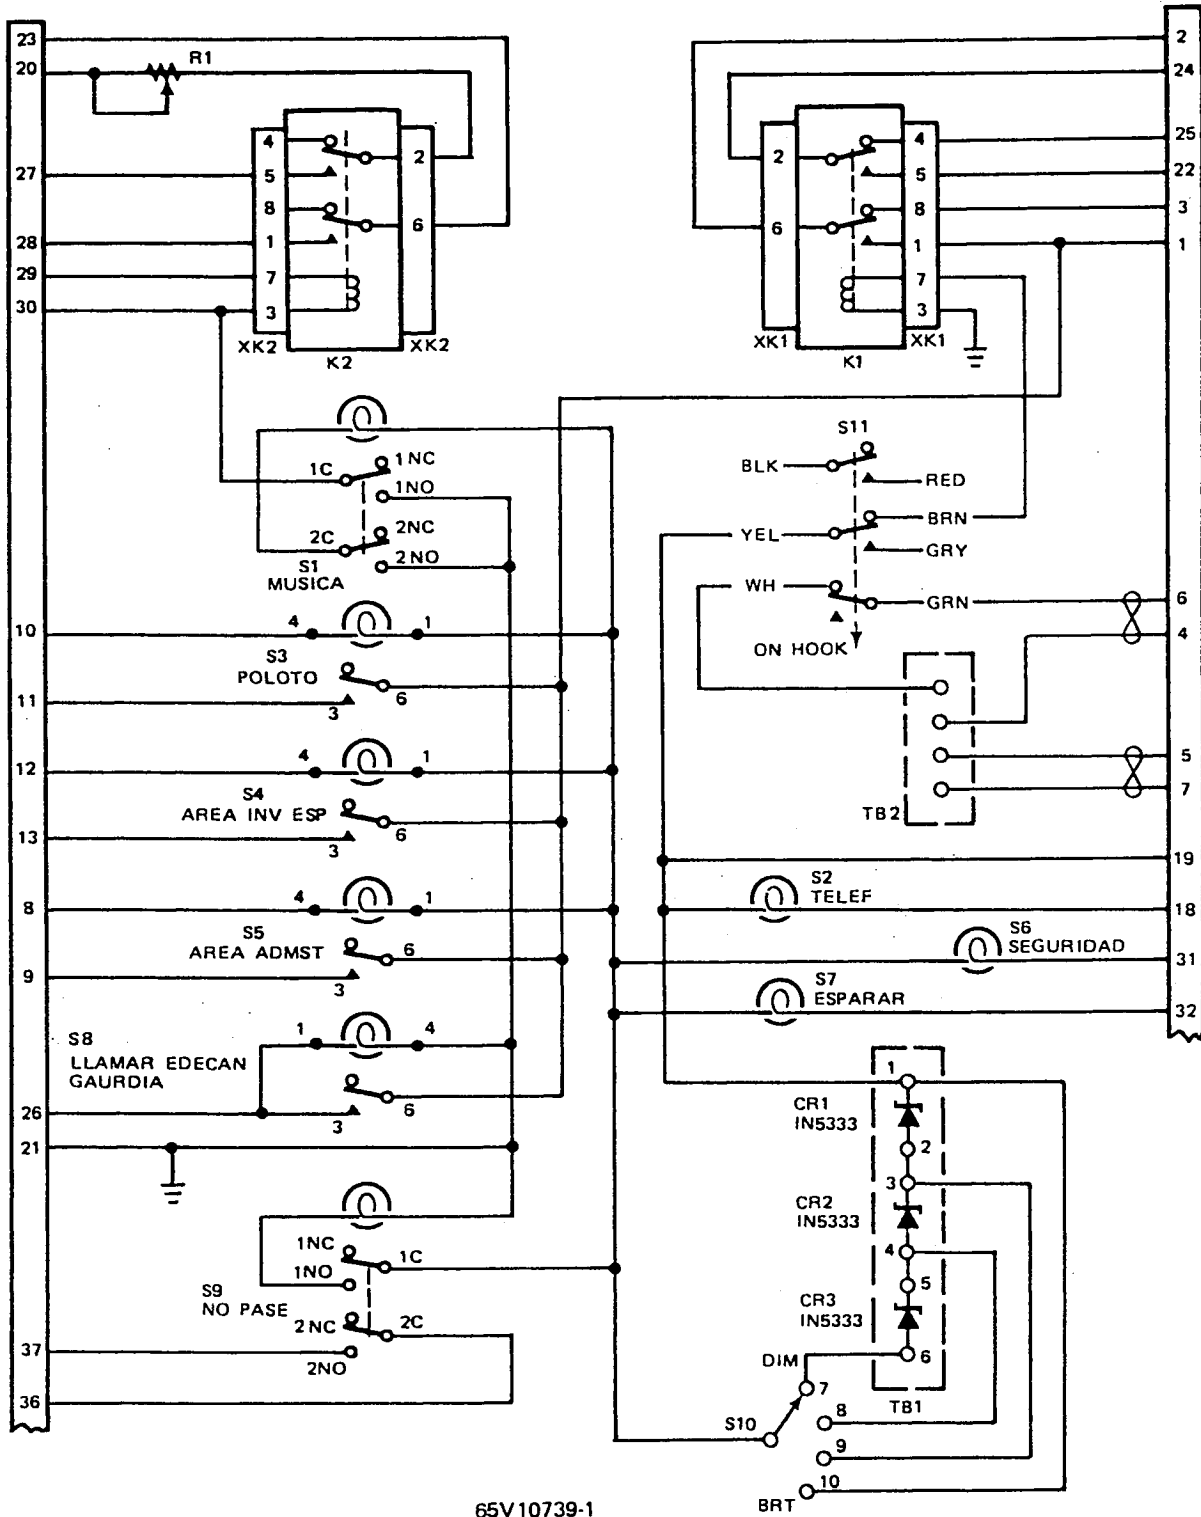 23
20
R1
27
28
29
30
4
5
8
1
7
3
2
6
XK2
K2
XK2
2
24
25
22
3
1
2
6
4
5
8
1
7
3
XK1
K1
XK1
1C
1NC
1NO
2C
2NC
2NO
S1
MUSICA
S11
BLK
RED
YEL
BRN
GRY
WH
GRN
ON HOOK
6
4
5
7
TB2
10
4
1
S3
POLOTO
11
3
6
12
4
1
S4
AREA INV ESP
13
3
6
8
4
1
S5
AREA ADMST
9
3
6
S8
LLAMAR EDECAN
GAURDIA
1
4
26
3
6
21
19
S2
TELEF
18
S6
SEGURIDAD
31
S7
ESPARAR
32
1NC
1NO
1C
S9
NO PASE
2NC
2C
37
2NO
36
1
CR1
IN5333
2
3
CR2
IN5333
4
5
CR3
IN5333
6
DIM
7
TB1
S10
8
9
10
BRT
65V10739-1